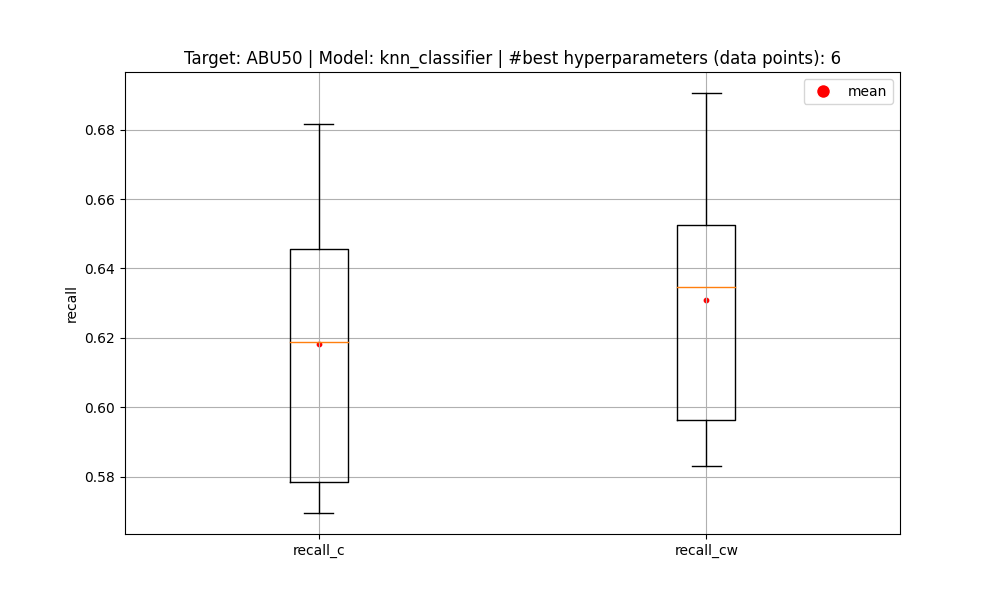 Target: ABU50 | Model: knn_classifier | #best hyperparameters (data points): 6
mean
0.68
0.66
0.64
0.62
0.60
0.58
recall
recall_c
recall_cw